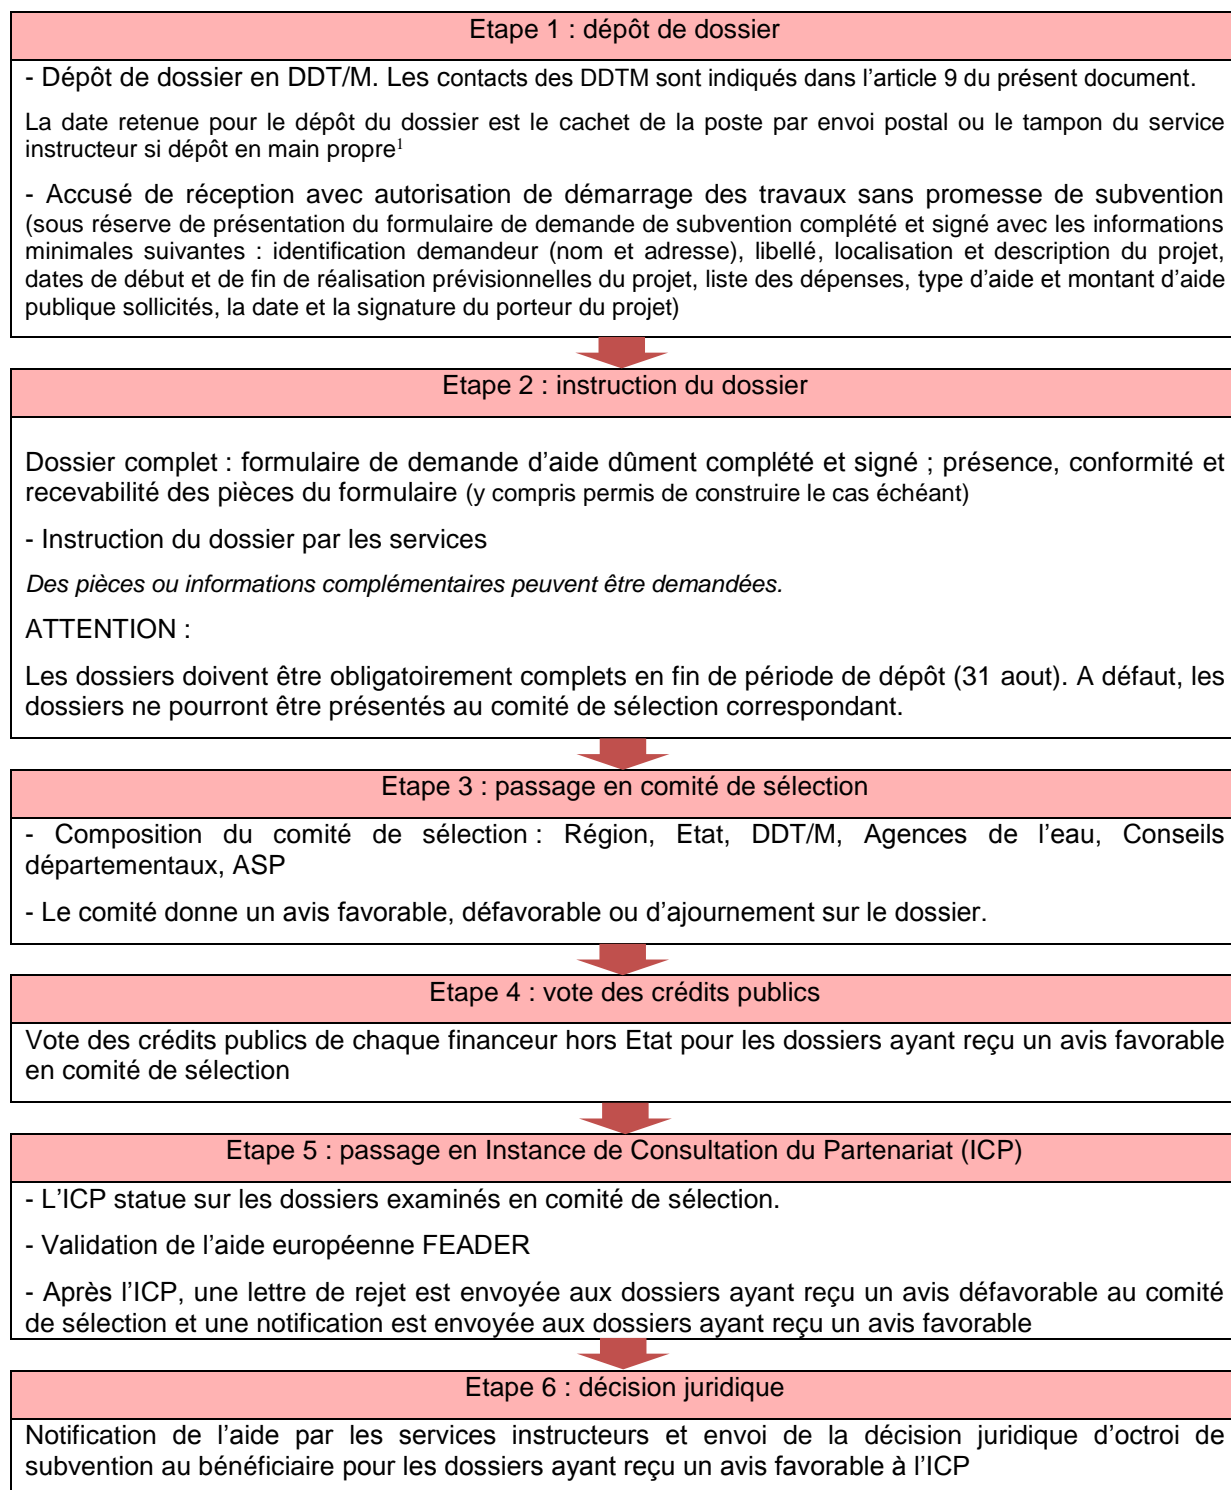 Etape 1 : dépôt de dossier
- Dépôt de dossier en DDT/M. Les contacts des DDTM sont indiqués dans l’article 9 du présent document.
La date retenue pour le dépôt du dossier est le cachet de la poste par envoi postal ou le tampon du service
instructeur si dépôt en main propre1
- Accusé de réception avec autorisation de démarrage des travaux sans promesse de subvention
(sous réserve de présentation du formulaire de demande de subvention complété et signé avec les informations
minimales suivantes : identification demandeur (nom et adresse), libellé, localisation et description du projet,
dates de début et de fin de réalisation prévisionnelles du projet, liste des dépenses, type d’aide et montant d’aide
publique sollicités, la date et la signature du porteur du projet)
Etape 2 : instruction du dossier
Dossier complet : formulaire de demande d’aide dûment complété et signé ; présence, conformité et
recevabilité des pièces du formulaire (y compris permis de construire le cas échéant)
- Instruction du dossier par les services
Des pièces ou informations complémentaires peuvent être demandées.
ATTENTION :
Les dossiers doivent être obligatoirement complets en fin de période de dépôt (31 aout). A défaut, les
dossiers ne pourront être présentés au comité de sélection correspondant.
Etape 3 : passage en comité de sélection
- Composition du comité de sélection : Région, Etat, DDT/M, Agences de l’eau, Conseils
départementaux, ASP
- Le comité donne un avis favorable, défavorable ou d’ajournement sur le dossier.
Etape 4 : vote des crédits publics
Vote des crédits publics de chaque financeur hors Etat pour les dossiers ayant reçu un avis favorable
en comité de sélection
Etape 5 : passage en Instance de Consultation du Partenariat (ICP)
- L’ICP statue sur les dossiers examinés en comité de sélection.
- Validation de l’aide européenne FEADER
- Après l’ICP, une lettre de rejet est envoyée aux dossiers ayant reçu un avis défavorable au comité
de sélection et une notification est envoyée aux dossiers ayant reçu un avis favorable
Etape 6 : décision juridique
Notification de l’aide par les services instructeurs et envoi de la décision juridique d’octroi de
subvention au bénéficiaire pour les dossiers ayant reçu un avis favorable à l’ICP